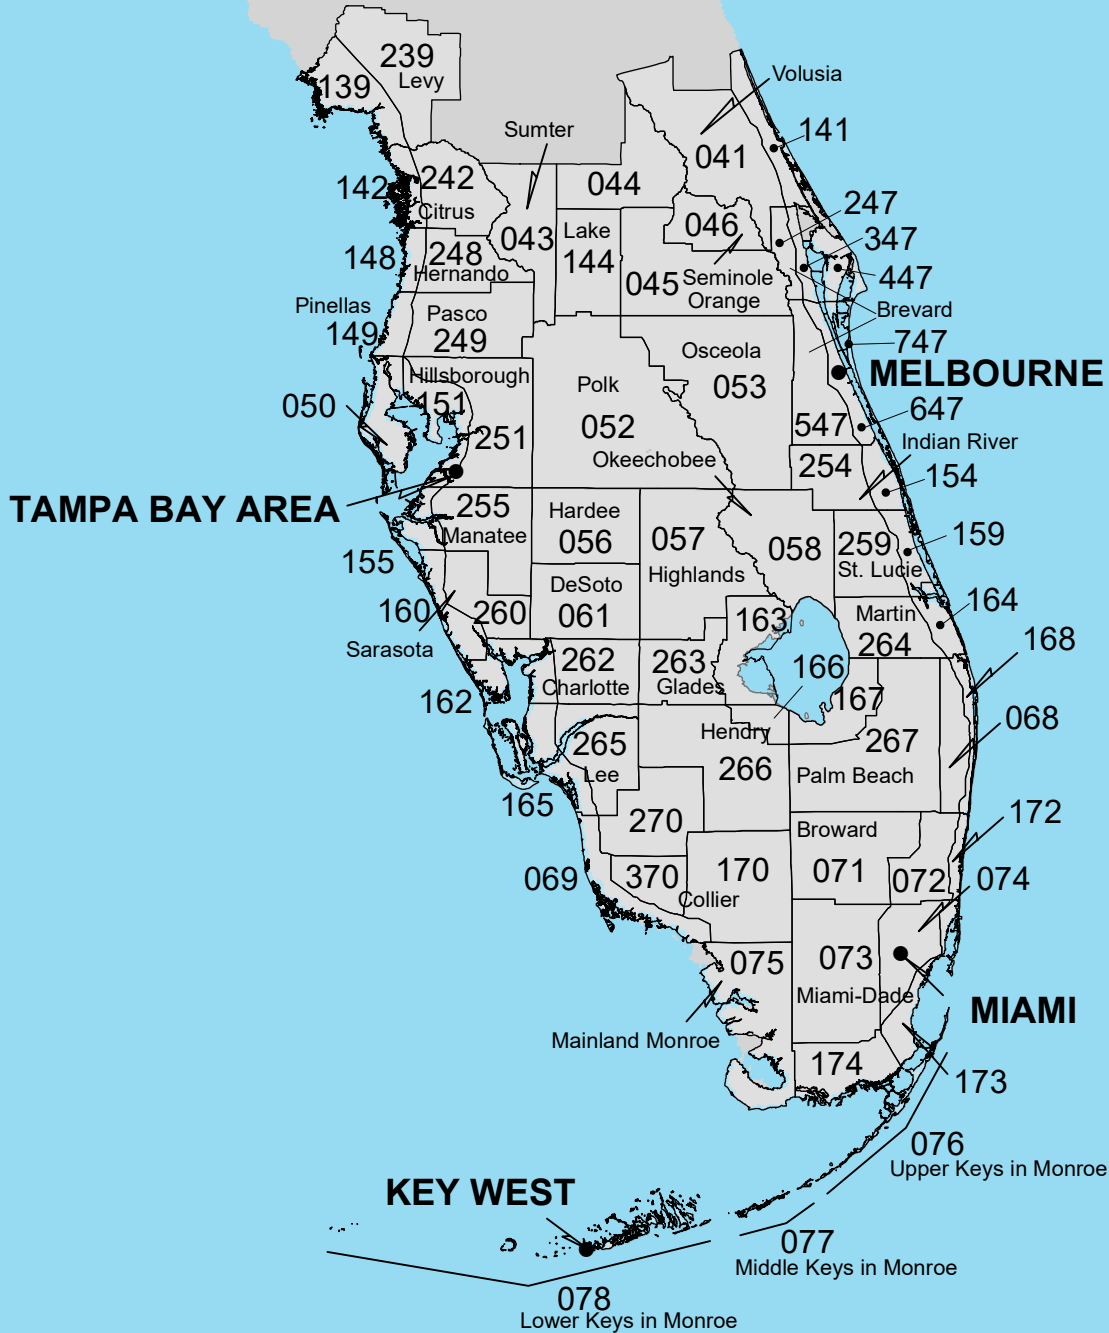 239
Levy
139
Volusia
141
Sumter
041
242
142
044
Citrus
247
046
Lake
043
347
148
248
144
Hernando
447
045
Seminole
Orange
Pinellas
Pasco
Brevard
149
249
747
Osceola
MELBOURNE
Hillsborough
053
Polk
151
050
647
052
547
251
Indian River
Okeechobee
254
154
TAMPA BAY AREA
255
Hardee
Manatee
056
057
058
259
159
155
St. Lucie
Highlands
DeSoto
160
260
061
163
Martin
164
Sarasota
264
168
262
263
166
Charlotte
Glades
162
167
068
Hendry
265
267
266
Lee
Palm Beach
165
270
172
Broward
069
370
170
071
072
074
Collier
075
073
Miami-Dade
MIAMI
Mainland Monroe
174
173
076
Upper Keys in Monroe
KEY WEST
077
Middle Keys in Monroe
078
Lower Keys in Monroe